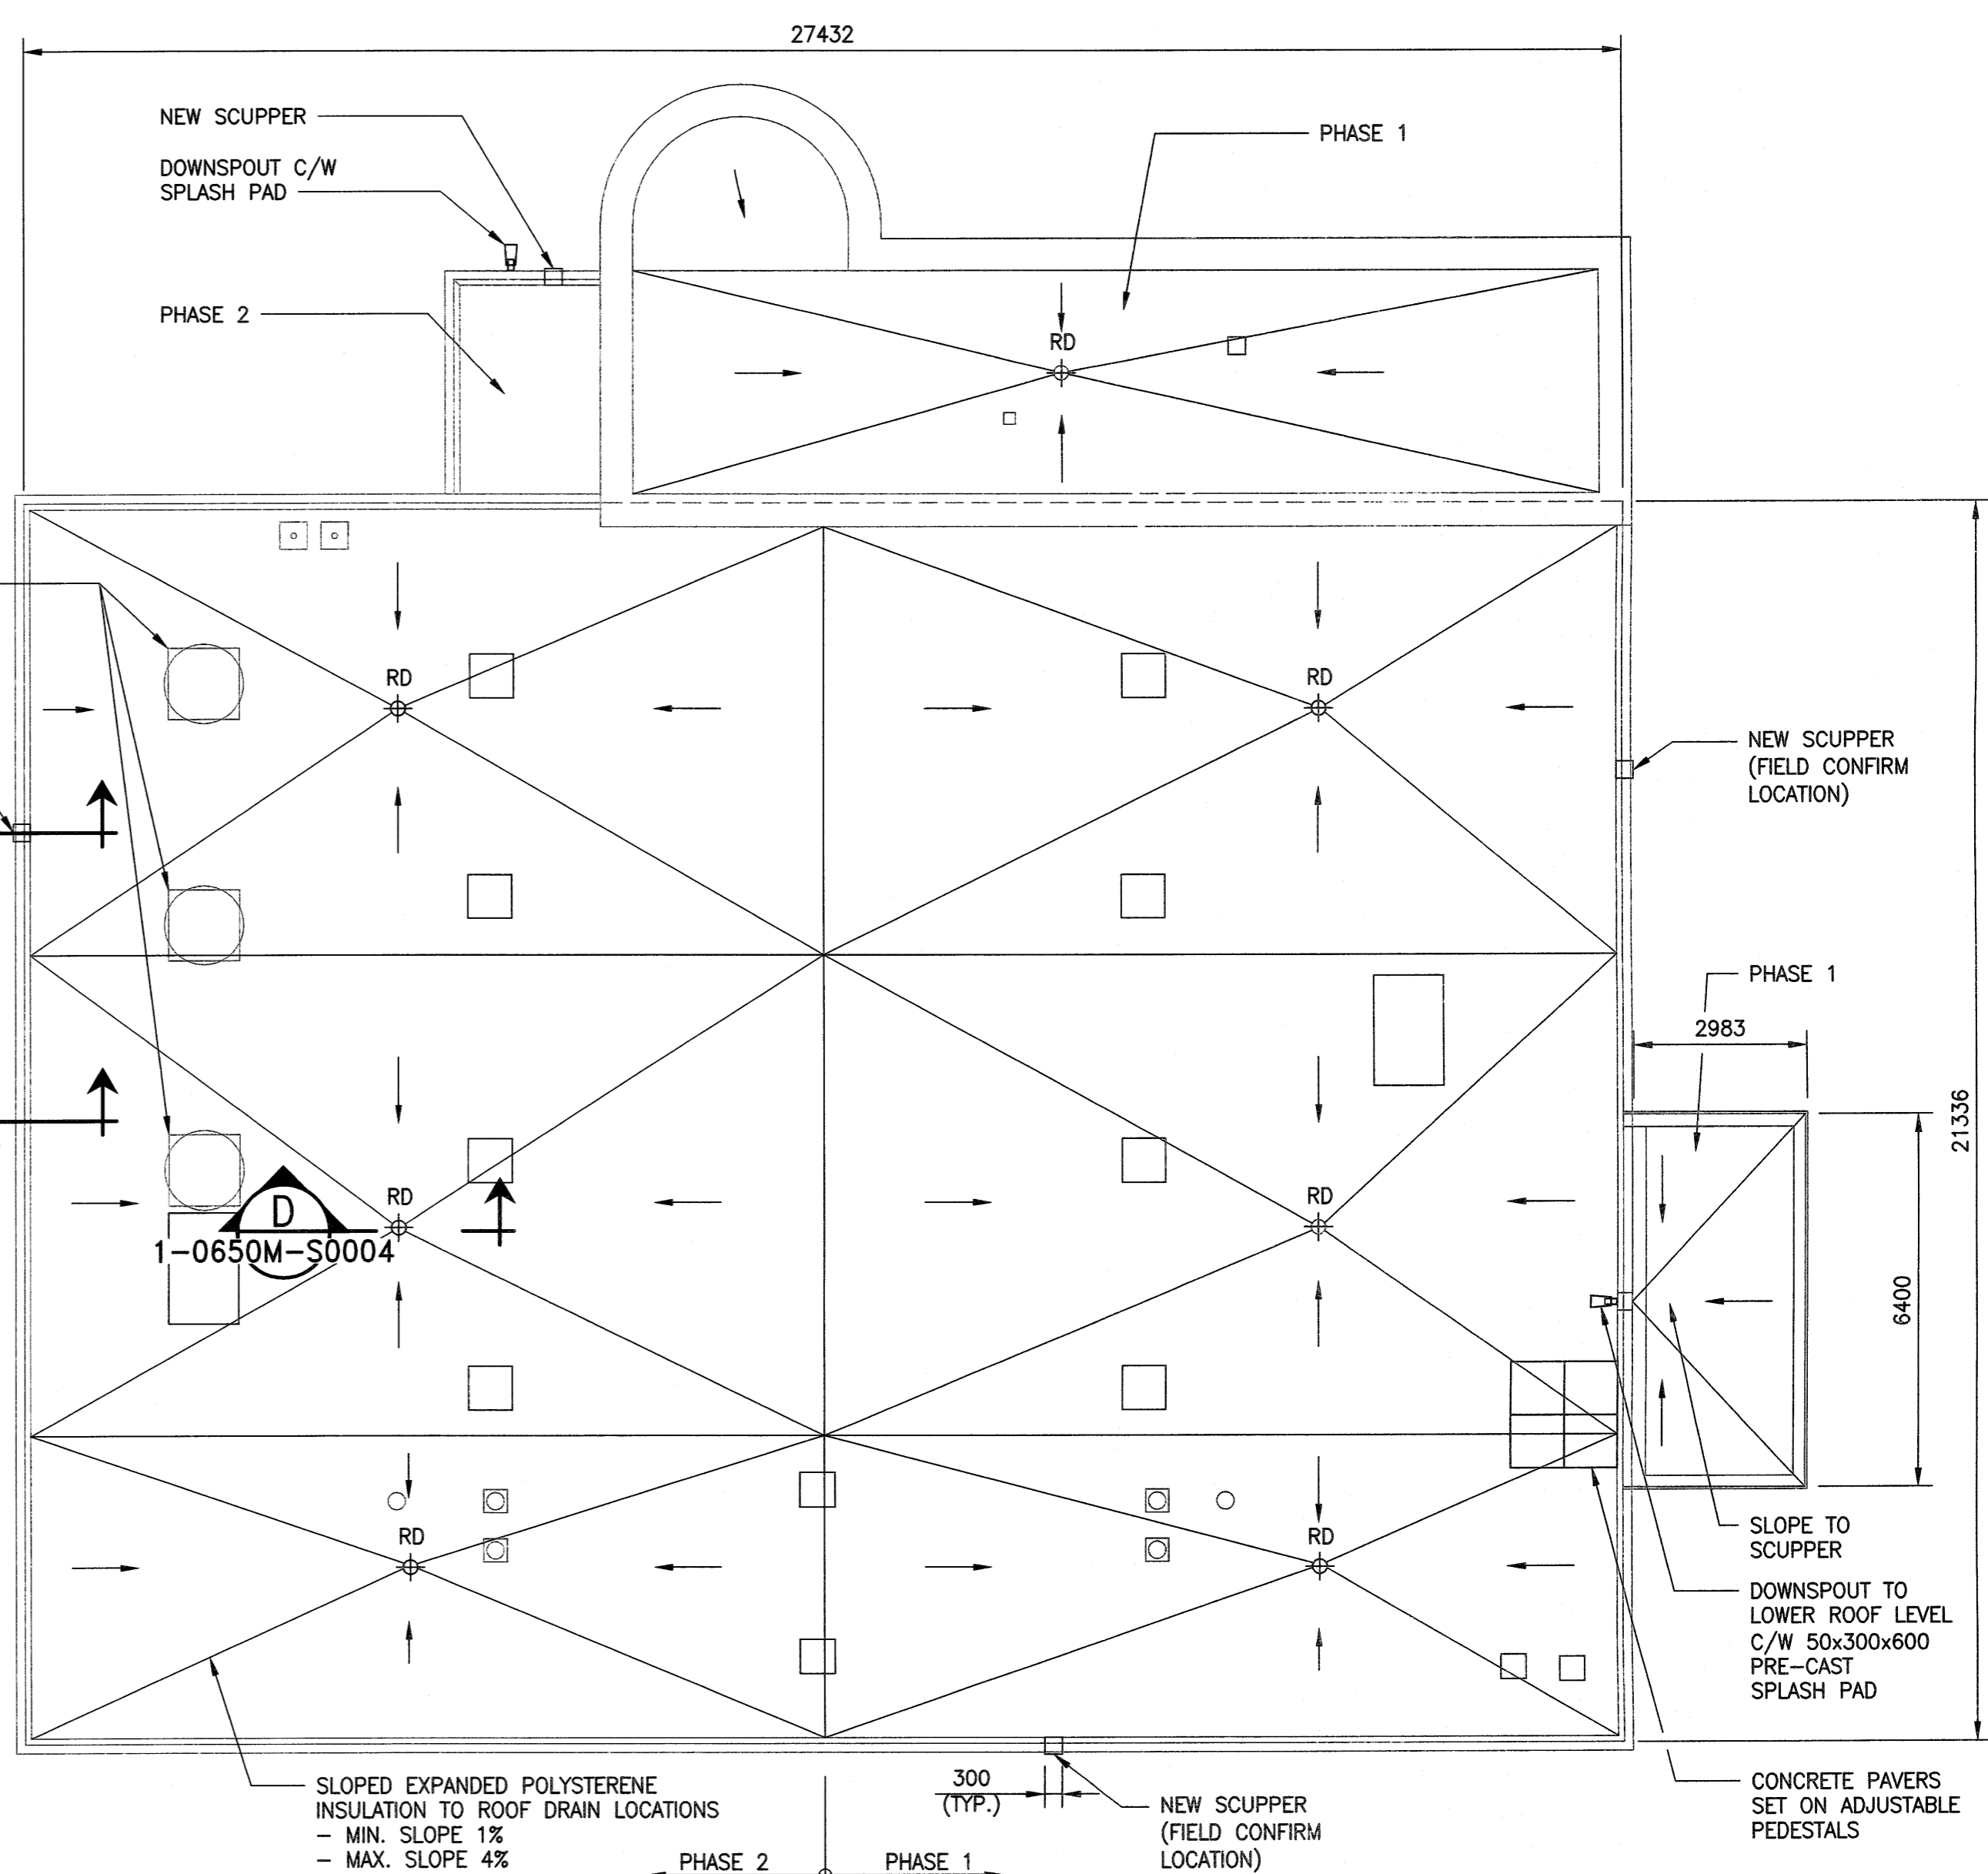 27432
NEW SCUPPER
DOWNSPOUT C/W
SPLASH PAD
PHASE 1
PHASE 2
RD
RD
RD
NEW SCUPPER
(FIELD CONFIRM
LOCATION)
PHASE 1
2983
21336
6400
RD
RD
D
1-0650M-S0004
SLOPE TO
SCUPPER
RD
RD
DOWNSPOUT TO
LOWER ROOF LEVEL
C/W 50x300x600
PRE-CAST
SPLASH PAD
CONCRETE PAVERS
SET ON ADJUSTABLE
PEDESTALS
SLOPED EXPANDED POLYSTERENE
INSULATION TO ROOF DRAIN LOCATIONS
- MIN. SLOPE 1%
- MAX. SLOPE 4%
300
(TYP.)
NEW SCUPPER
(FIELD CONFIRM
LOCATION)
PHASE 2
PHASE 1